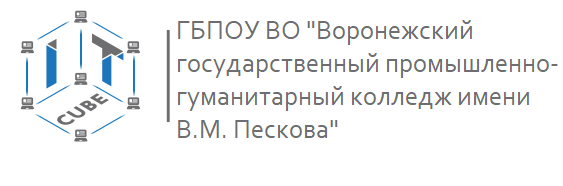 IT
CUBE
ГБПОУ ВО "Воронежский
государственный промышленно-
гуманитарный колледж имени
В.М. Пескова"